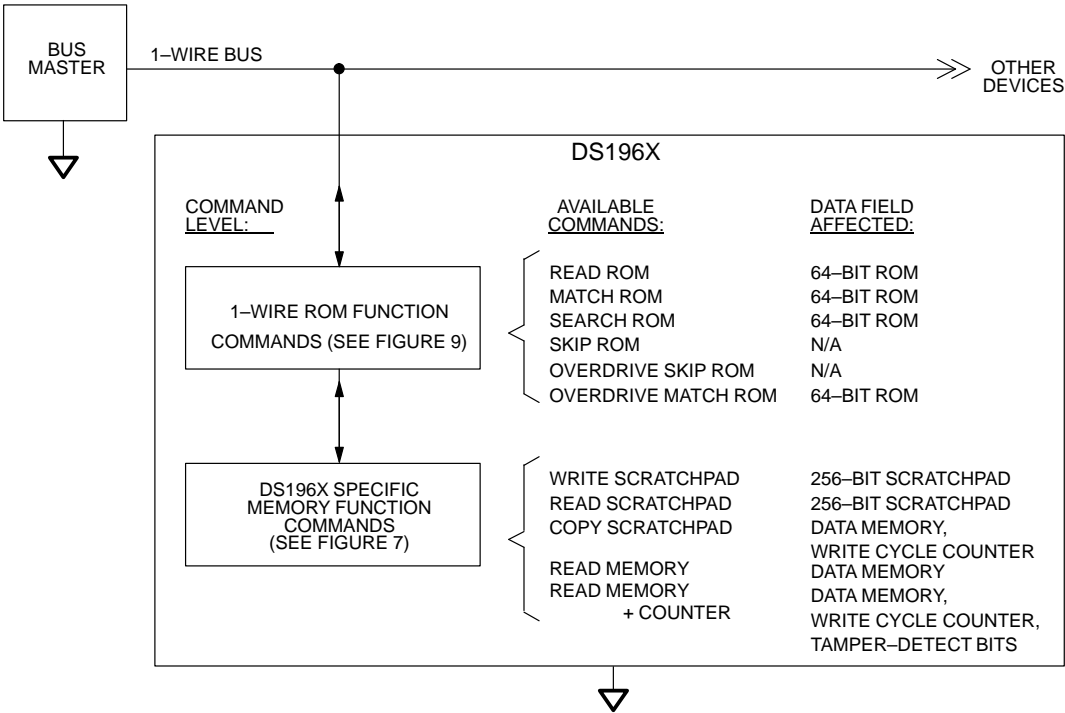 BUS
MASTER
1–WIRE BUS
OTHER
DEVICES
DS196X
COMMAND
LEVEL:
AVAILABLE
COMMANDS:
DATA FIELD
AFFECTED:
1–WIRE ROM FUNCTION
COMMANDS (SEE FIGURE 9)
READ ROM 64–BIT ROM
MATCH ROM 64–BIT ROM
SEARCH ROM 64–BIT ROM
SKIP ROM N/A
OVERDRIVE SKIP ROM N/A
OVERDRIVE MATCH ROM 64–BIT ROM
DS196X SPECIFIC
MEMORY FUNCTION
COMMANDS
(SEE FIGURE 7)
WRITE SCRATCHPAD 256–BIT SCRATCHPAD
READ SCRATCHPAD 256–BIT SCRATCHPAD
COPY SCRATCHPAD DATA MEMORY,
WRITE CYCLE COUNTER
READ MEMORY DATA MEMORY
READ MEMORY DATA MEMORY,
+ COUNTER WRITE CYCLE COUNTER,
TAMPER–DETECT BITS